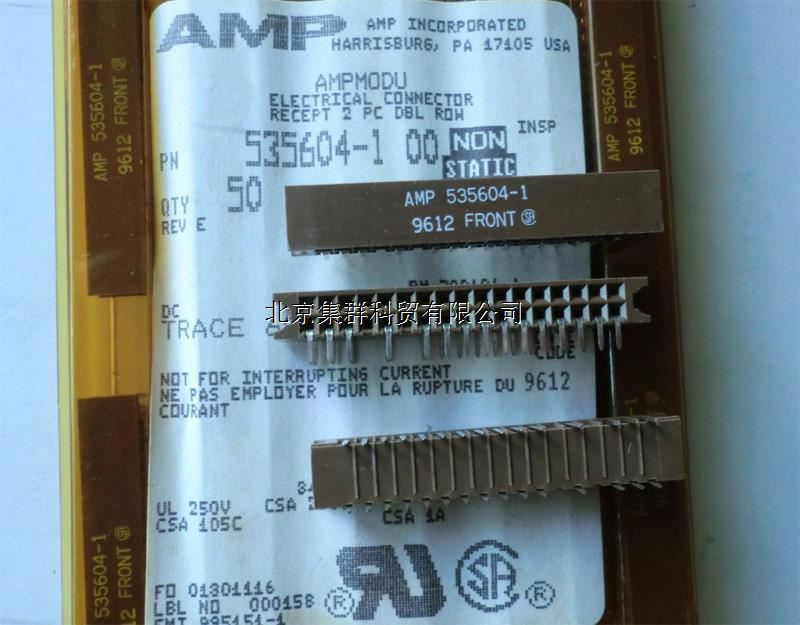 AMP
AMP INCORPORATED
HARRISBURG, PA 17105 USA
AMPMODU
ELECTRICAL CONNECTOR
RECEPT 2 PC DBL ROW
INSP
PN 535604-1 00
NON
STATIC
QTY 50
REV E
AMP 535604-1
9612 FRONT
AMP 535604-1
9612 FRONT
AMP 535604-1
9612 FRONT
北京集群科贸有限公司
DC
TRACE
CODE
NOT FOR INTERRUPTING CURRENT 9612
NE PAS EMPLOYER POUR LA RUPTURE DU
COURANT
UL 250V CSA
CSA 105C CSA 1A
FD 01301116
LBL NO 000158
535604-1
FRONT